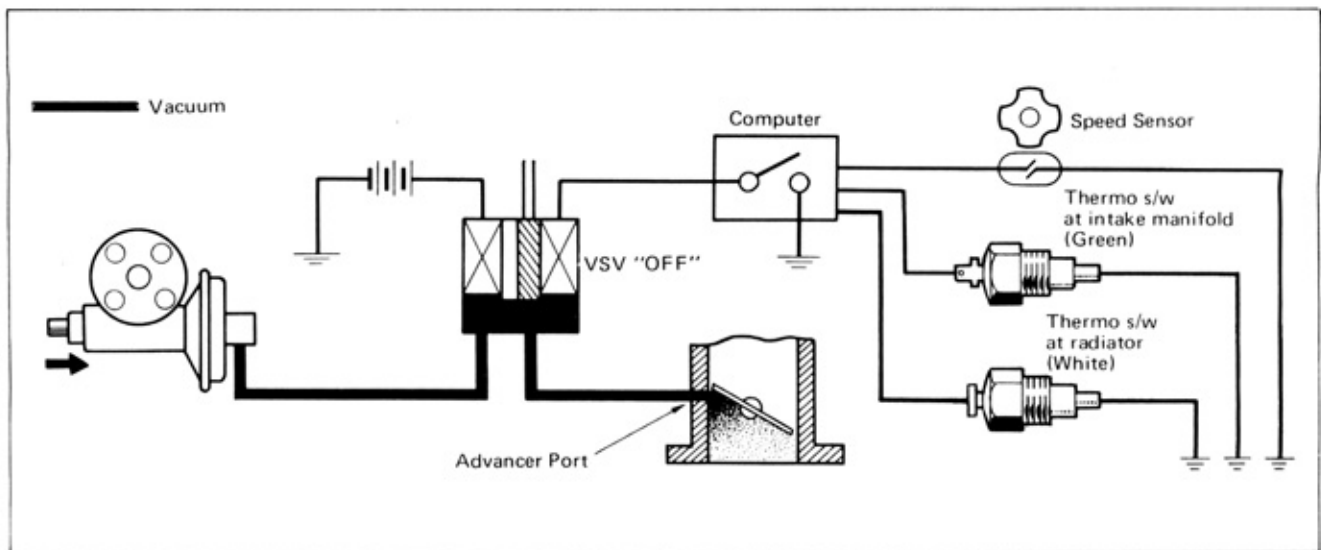 Vacuum
Computer
Speed Sensor
Thermo s/w
at intake manifold
(Green)
VSV "OFF"
Thermo s/w
at radiator
(White)
Advancer Port